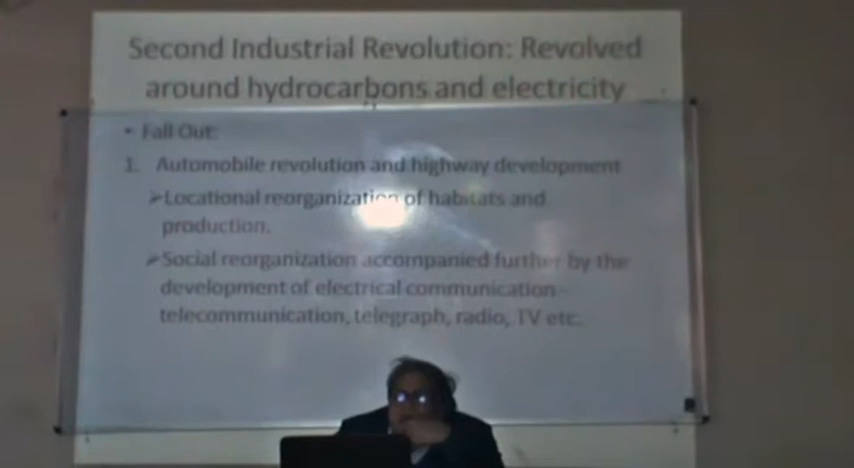 Second Industrial Revolution: Revolved
around hydrocarbons and electricity
• Fall Out:
1. Automobile revolution and highway development
➢Locational reorganization of habitats and
production.
➢Social reorganization accompanied further by the
development of electrical communication –
telecommunication, telegraph, radio, TV etc.